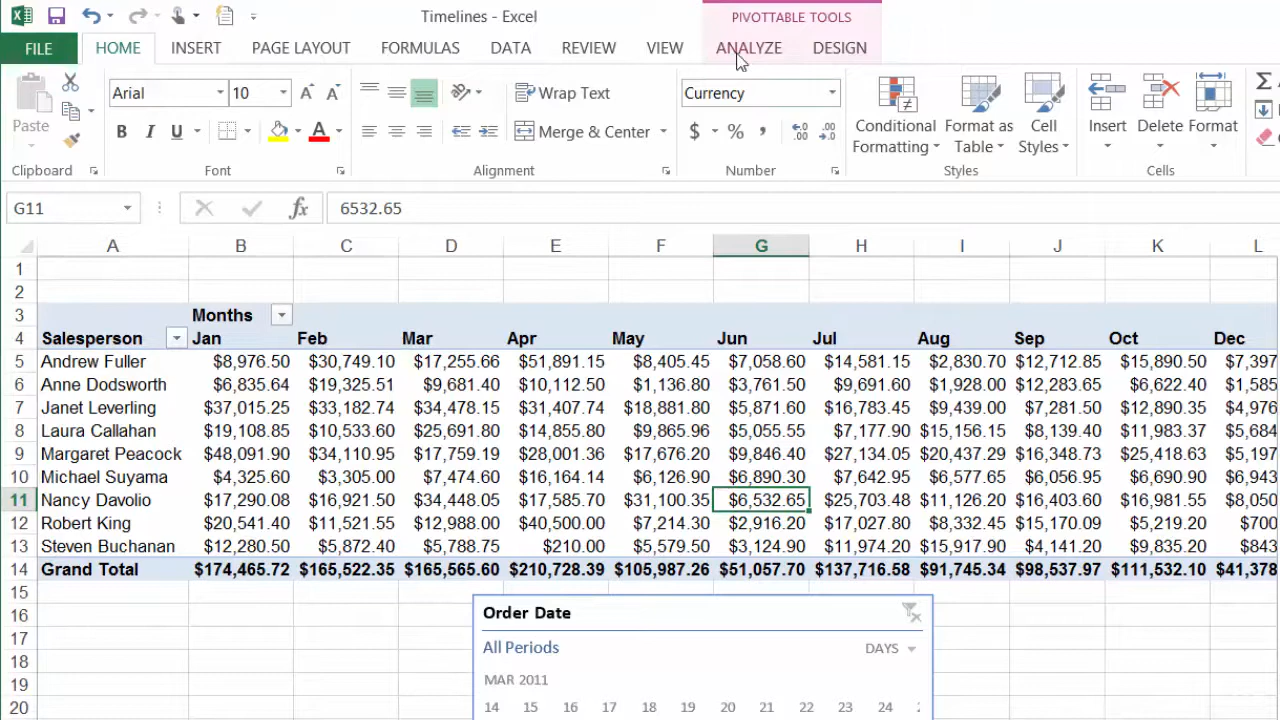 Timelines - Excel
PIVOTTABLE TOOLS
FILE HOME INSERT PAGE LAYOUT FORMULAS DATA REVIEW VIEW ANALYZE DESIGN
Arial 10 A A Wrap Text Currency
Paste B I U A Merge & Center $ % , Conditional Formatting Format as Table Cell Styles Insert Delete Format
Clipboard Font Alignment Number Styles Cells
G11 fx 6532.65
A B C D E F G H I J K L
1
2
3 Months
4 Salesperson Jan Feb Mar Apr May Jun Jul Aug Sep Oct Dec
5 Andrew Fuller $8,976.50 $30,749.10 $17,255.66 $51,891.15 $8,405.45 $7,058.60 $14,581.15 $2,830.70 $12,712.85 $15,890.50 $7,397
6 Anne Dodsworth $6,835.64 $19,325.51 $9,681.40 $10,112.50 $1,136.80 $3,761.50 $9,691.60 $1,928.00 $12,283.65 $6,622.40 $1,585
7 Janet Leverling $37,015.25 $33,182.74 $34,478.15 $31,407.74 $18,881.80 $5,871.60 $16,783.45 $9,439.00 $7,281.50 $12,890.35 $4,976
8 Laura Callahan $19,108.85 $10,533.60 $25,691.80 $14,855.80 $9,865.96 $5,055.55 $7,177.90 $15,156.15 $8,139.40 $11,983.37 $5,684
9 Margaret Peacock $48,091.90 $34,110.95 $17,759.19 $28,001.36 $17,676.20 $9,846.40 $27,134.05 $20,437.29 $16,348.73 $25,418.63 $5,197
10 Michael Suyama $4,325.60 $3,305.00 $7,474.60 $16,164.14 $6,126.90 $6,890.30 $7,642.95 $6,577.65 $6,056.95 $6,690.90 $6,943
11 Nancy Davolio $17,290.08 $16,921.50 $34,448.05 $17,585.70 $31,100.35 $6,532.65 $25,703.48 $11,126.20 $16,403.60 $16,981.55 $8,050
12 Robert King $20,541.40 $11,521.55 $12,988.00 $40,500.00 $7,214.30 $2,916.20 $17,027.80 $8,332.45 $15,170.09 $5,219.20 $700
13 Steven Buchanan $12,280.50 $5,872.40 $5,788.75 $210.00 $5,579.50 $3,124.90 $11,974.20 $15,917.90 $4,141.20 $9,835.20 $843
14 Grand Total $174,465.72 $165,522.35 $165,565.60 $210,728.39 $105,987.26 $51,057.70 $137,716.58 $91,745.34 $98,537.97 $111,532.10 $41,378
15
16 Order Date
17
18 All Periods DAYS
19 MAR 2011
20 14 15 16 17 18 19 20 21 22 23 24